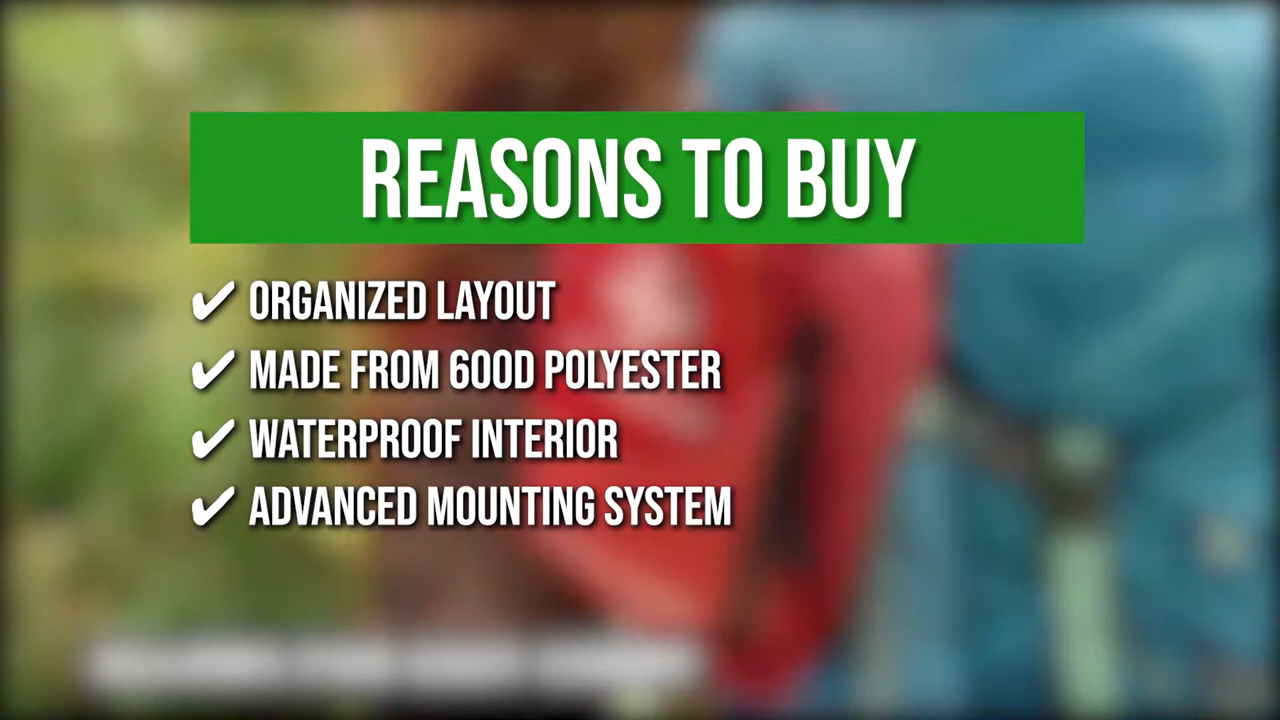 REASONS TO BUY
✔ ORGANIZED LAYOUT
✔ MADE FROM 600D POLYESTER
✔ WATERPROOF INTERIOR
✔ ADVANCED MOUNTING SYSTEM